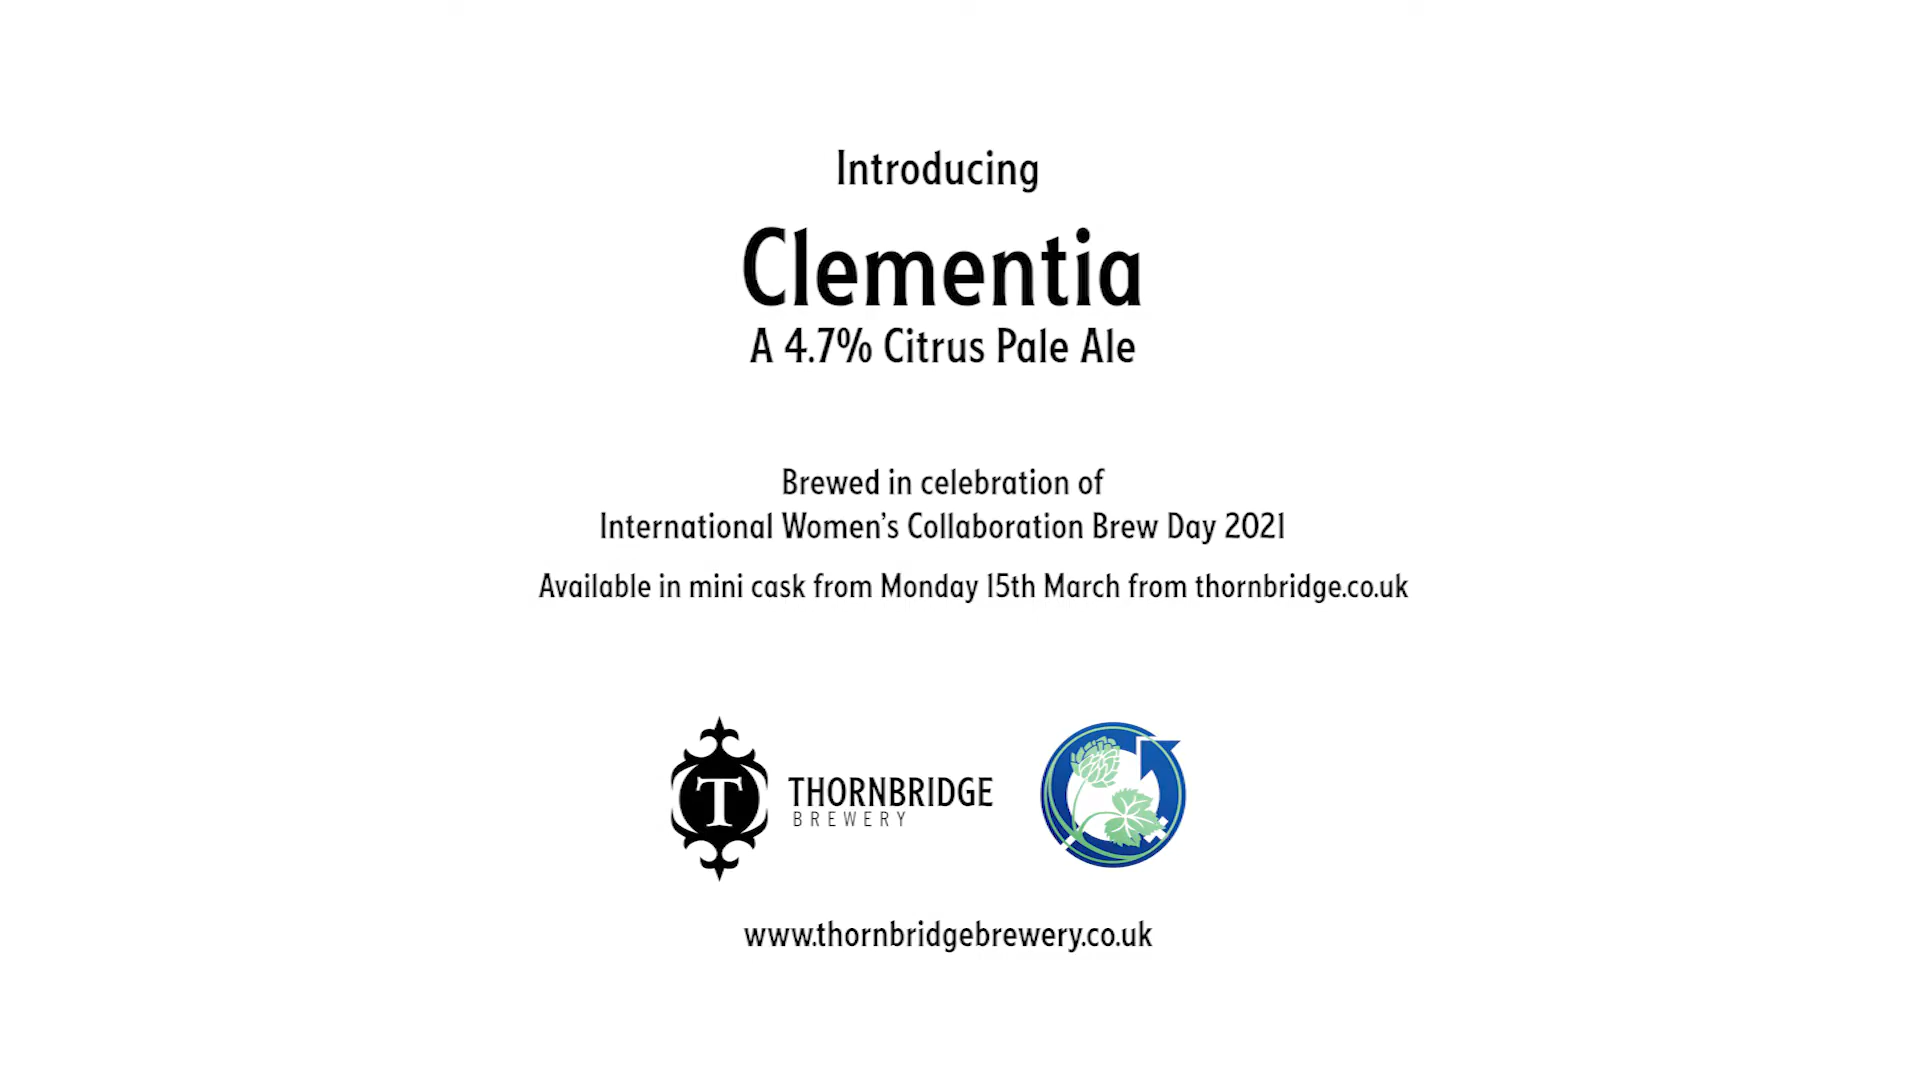 Introducing
Clementia
A 4.7% Citrus Pale Ale
Brewed in celebration of
International Women's Collaboration Brew Day 2021
Available in mini cask from Monday 15th March from thornbridge.co.uk
T
THORNBRIDGE
BREWERY
www.thornbridgebrewery.co.uk